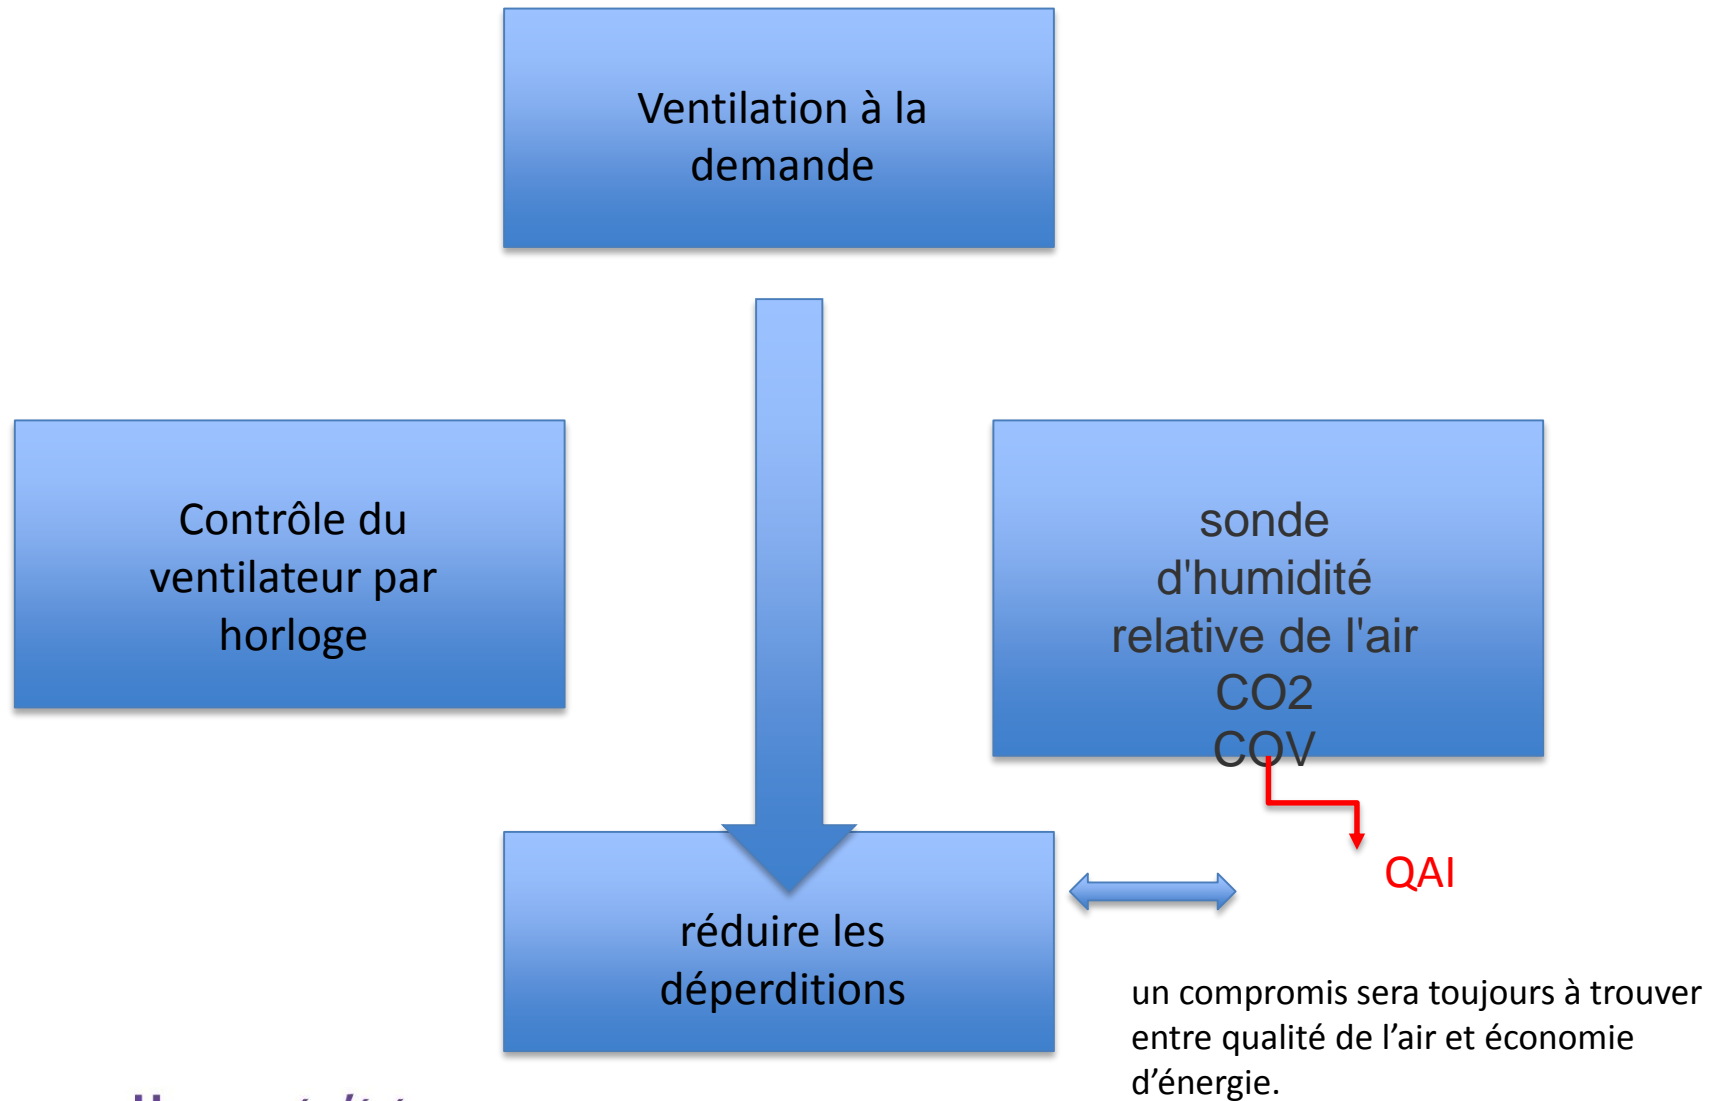 Ventilation à la
demande
Contrôle du
ventilateur par
horloge
sonde
d'humidité
relative de l'air
CO2
COV
QAI
réduire les
déperditions
un compromis sera toujours à trouver
entre qualité de l’air et économie
d’énergie.